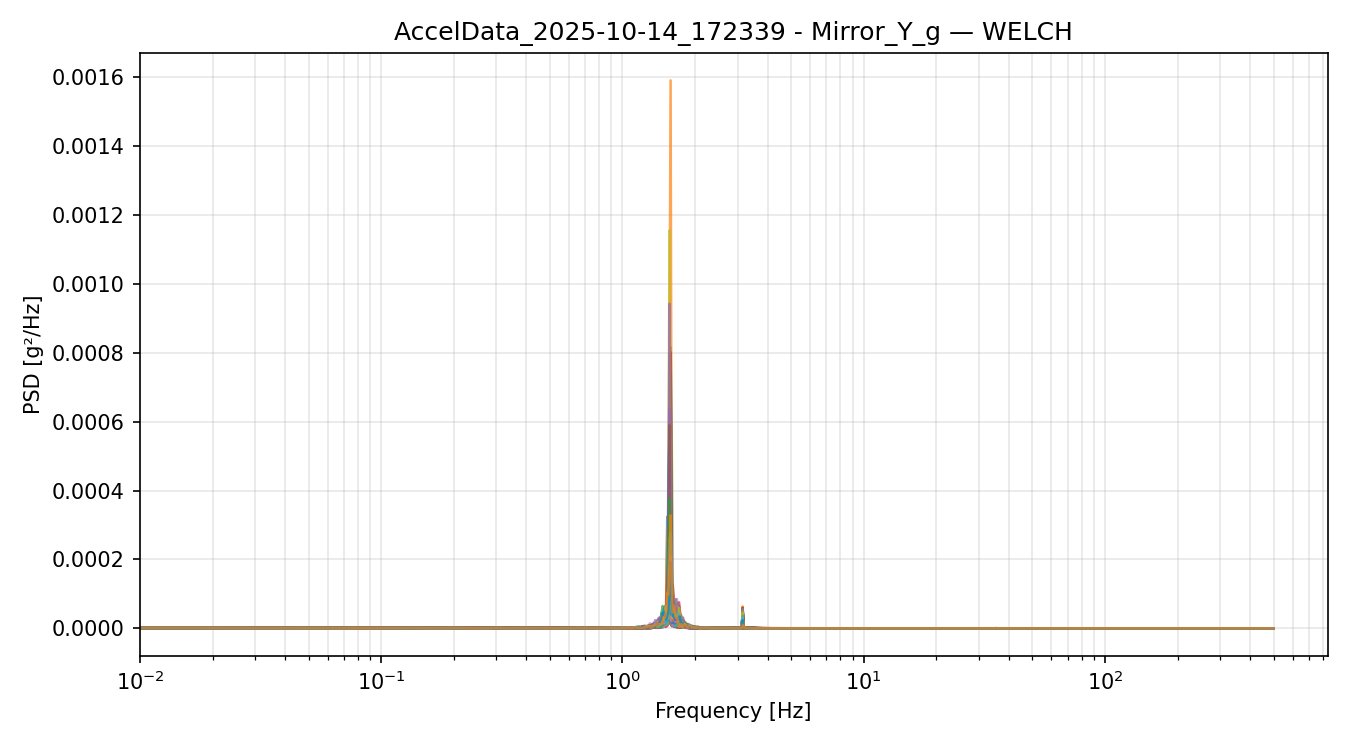 AccelData_2025-10-14_172339 - Mirror_Y_g — WELCH
PSD [g²/Hz]
0.0016
0.0014
0.0012
0.0010
0.0008
0.0006
0.0004
0.0002
0.0000
10⁻² 10⁻¹ 10⁰ 10¹ 10²
Frequency [Hz]